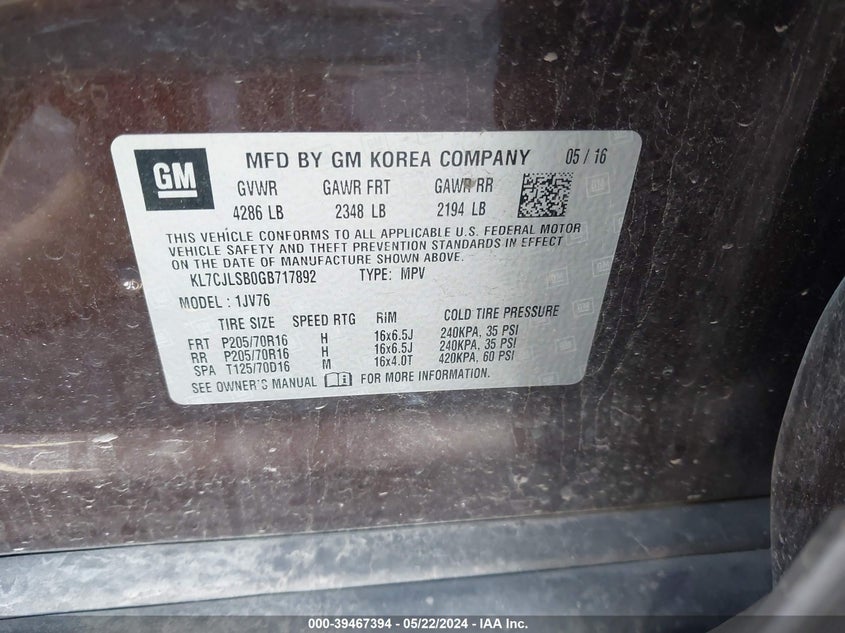 GM
MFD BY GM KOREA COMPANY 05 / 16
GVWR GAWR FRT GAWR RR
4286 LB 2348 LB 2194 LB
THIS VEHICLE CONFORMS TO ALL APPLICABLE U.S. FEDERAL MOTOR
VEHICLE SAFETY AND THEFT PREVENTION STANDARDS IN EFFECT
ON THE DATE OF MANUFACTURE SHOWN ABOVE.
KL7CJLSB0GB717892 TYPE: MPV
MODEL : 1JV76
TIRE SIZE SPEED RTG RIM COLD TIRE PRESSURE
FRT P205/70R16 H 16x6.5J 240KPA, 35 PSI
RR P205/70R16 H 16x6.5J 240KPA, 35 PSI
SPA T125/70D16 M 16x4.0T 420KPA, 60 PSI
SEE OWNER'S MANUAL FOR MORE INFORMATION.
000-39467394 - 05/22/2024 - IAA Inc.